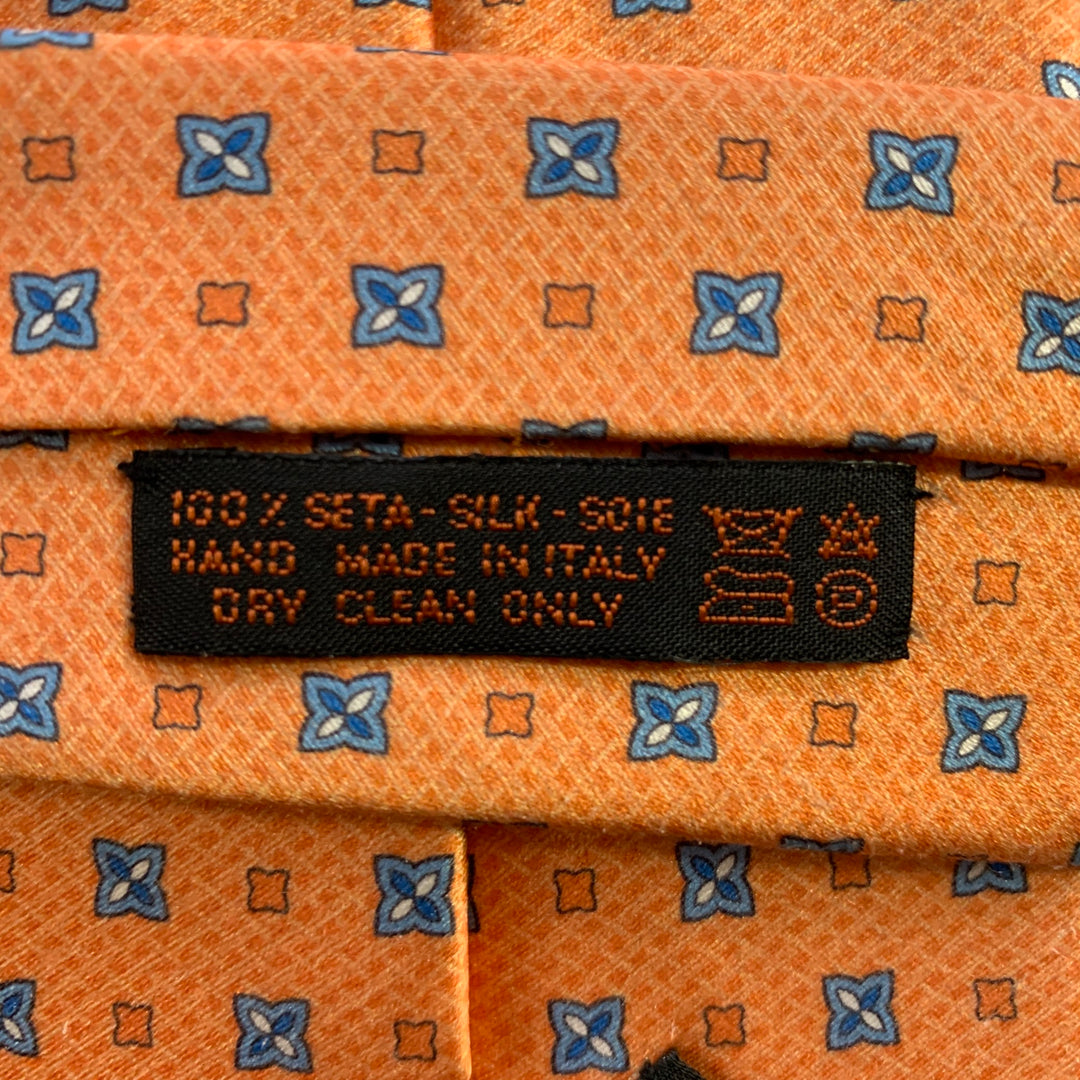 100% SETA - SILK - SOIE
HAND MADE IN ITALY
DRY CLEAN ONLY